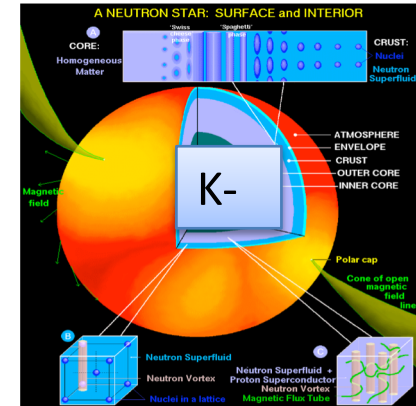 A NEUTRON STAR: SURFACE and INTERIOR
A
'Swiss cheese' phase
'Spaghetti' phase
CORE:
Homogeneous
Matter
CRUST:
Nuclei
Neutron
Superfluid
ATMOSPHERE
ENVELOPE
CRUST
OUTER CORE
INNER CORE
K-
Magnetic
field
Polar cap
Cone of open
magnetic
field
lines
B
Neutron Superfluid
Neutron Vortex
Nuclei in a lattice
C
Neutron Superfluid +
Proton Superconductor
Neutron Vortex
Magnetic Flux Tube